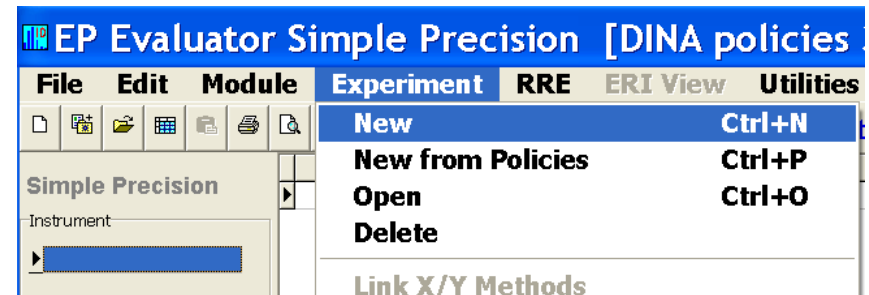 EP Evaluator Simple Precision [DINA policies
File Edit Module Experiment RRE ERI View Utilities
New Ctrl+N
New from Policies Ctrl+P
Simple Precision
Open Ctrl+O
Instrument
Delete
Link X/Y Methods